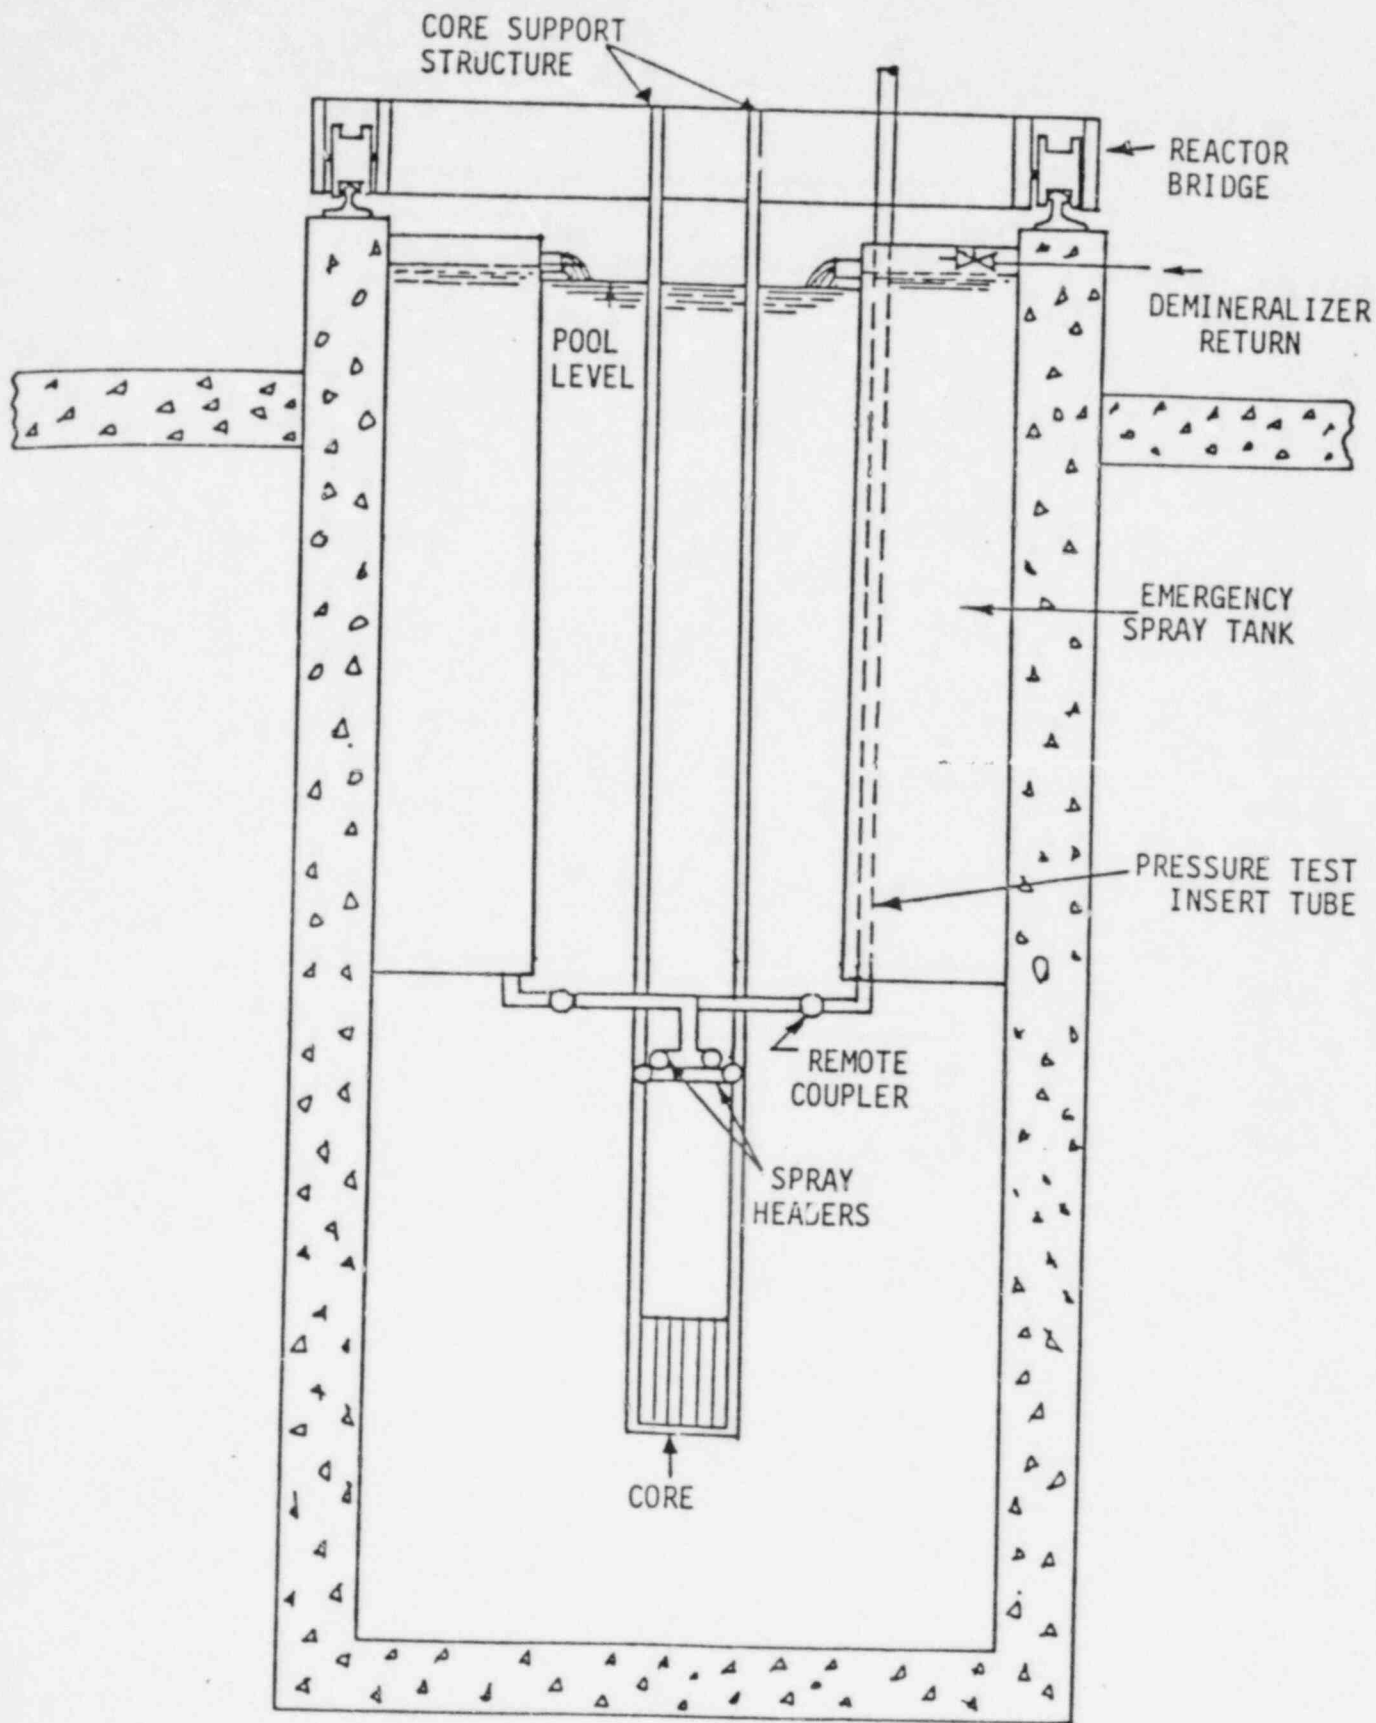 CORE SUPPORT
STRUCTURE
REACTOR
BRIDGE
DEMINERALIZER
RETURN
POOL
LEVEL
EMERGENCY
SPRAY TANK
PRESSURE TEST
INSERT TUBE
REMOTE
COUPLER
SPRAY
HEADERS
CORE